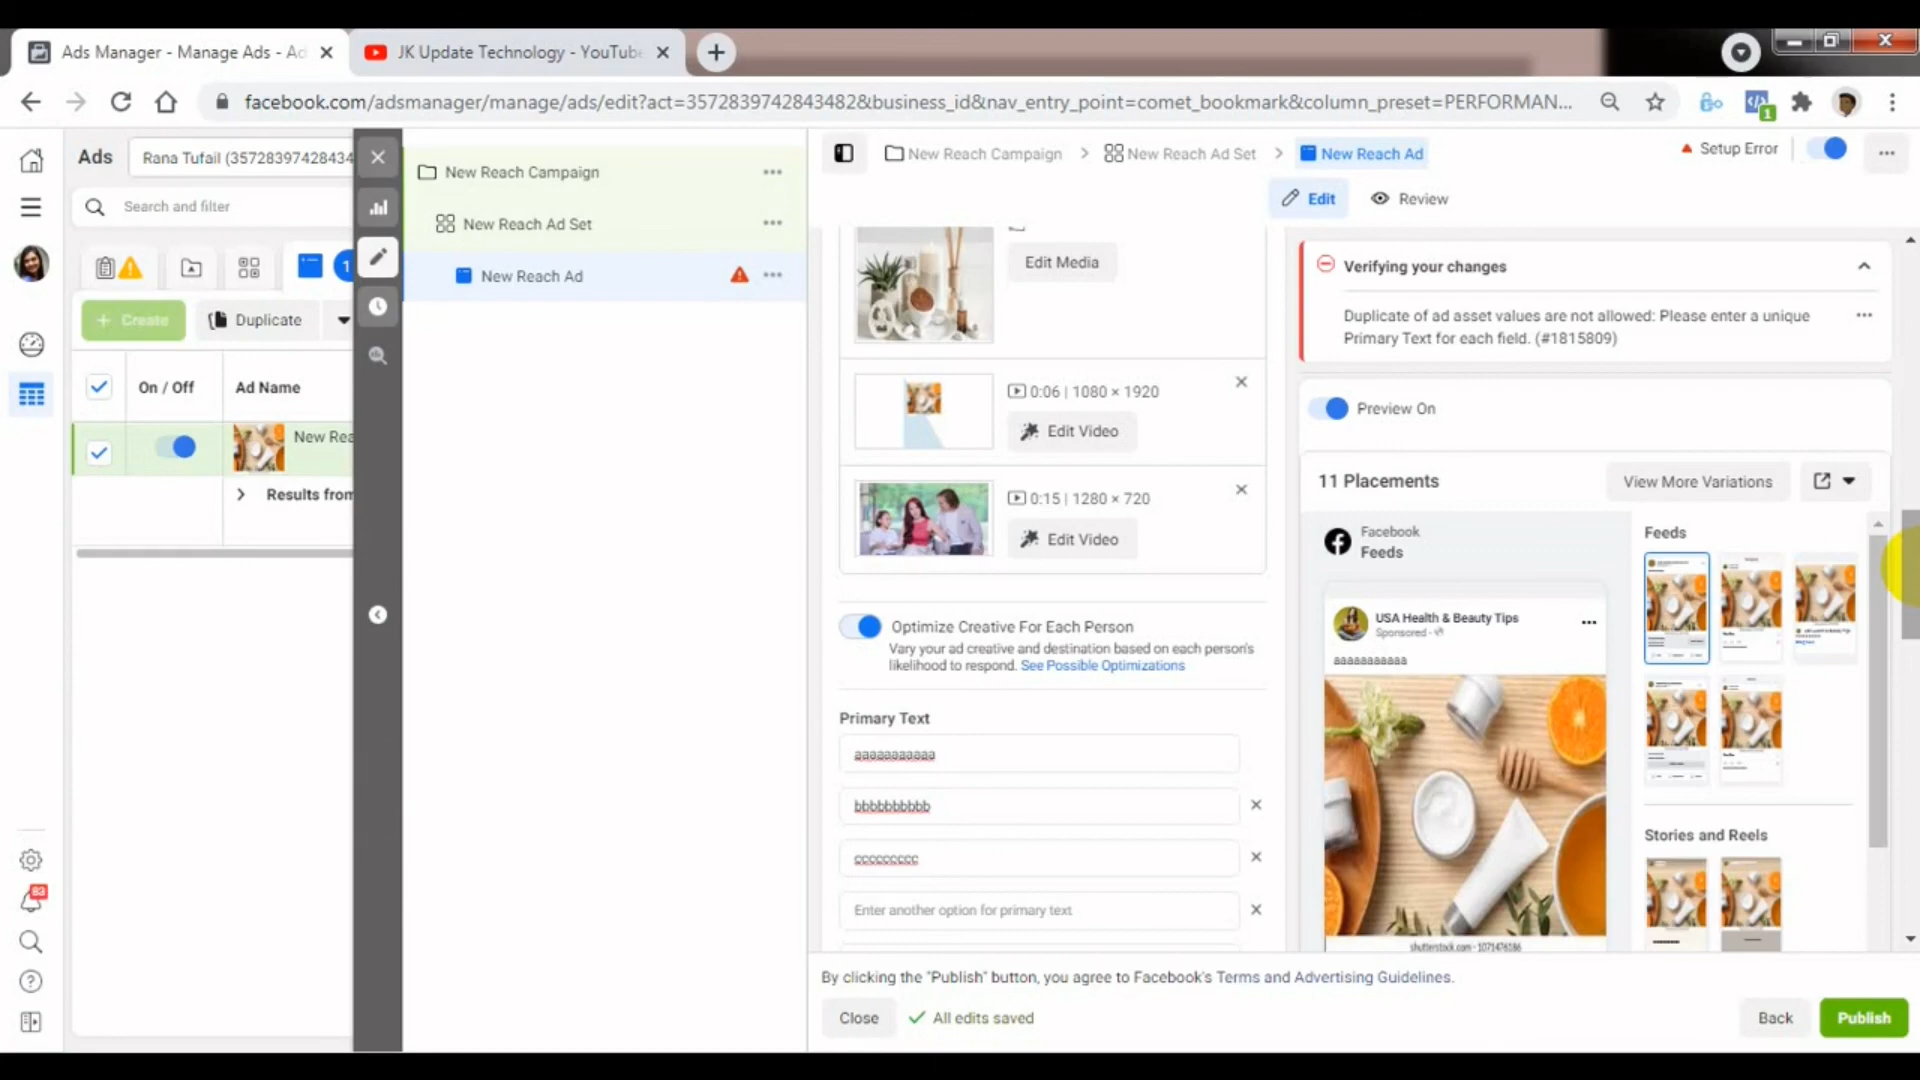 Ads Manager - Manage Ads - Ad
JK Update Technology - YouTube
facebook.com/adsmanager/manage/ads/edit?act=3572839742843482&business_id&nav_entry_point=comet_bookmark&column_preset=PERFORMAN...
1
Ads
Rana Tufail (35728397428434
Search and filter
1
+ Create
Duplicate
On / Off
Ad Name
New Rea
Results from
83
New Reach Campaign
New Reach Ad Set
New Reach Ad
New Reach Campaign > New Reach Ad Set > New Reach Ad
Setup Error
Edit
Review
Edit Media
0:06 | 1080 × 1920
Edit Video
0:15 | 1280 × 720
Edit Video
Optimize Creative For Each Person
Vary your ad creative and destination based on each person's
likelihood to respond. See Possible Optimizations
Primary Text
aaaaaaaaaaa
bbbbbbbbbb
ccccccccc
Enter another option for primary text
Verifying your changes
Duplicate of ad asset values are not allowed: Please enter a unique
Primary Text for each field. (#1815809)
Preview On
11 Placements
View More Variations
Facebook
Feeds
USA Health & Beauty Tips
Sponsored
aaaaaaaaaaa
shutterstock.com · 1071476186
Feeds
Stories and Reels
By clicking the "Publish" button, you agree to Facebook's Terms and Advertising Guidelines.
Close
All edits saved
Back
Publish